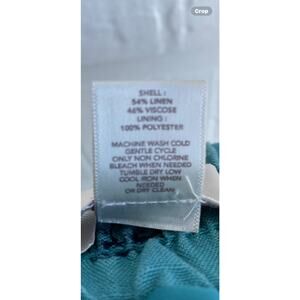 Crop
SHELL :
54% LINEN
46% VISCOSE
LINING :
100% POLYESTER
MACHINE WASH COLD
GENTLE CYCLE
ONLY NON CHLORINE
BLEACH WHEN NEEDED
TUMBLE DRY LOW
COOL IRON WHEN
NEEDED
OR DRY CLEAN